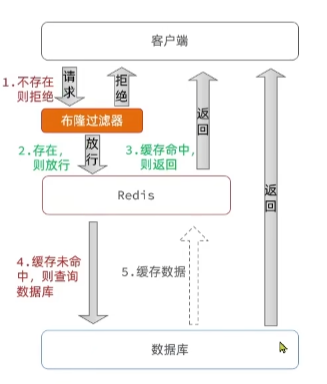 客户端
1.不存在
则拒绝
请求
拒绝
布隆过滤器
2.存在,
则放行
放行
3.缓存命中,
则返回
返回
Redis
返回
4.缓存未命
中,则查询
数据库
5.缓存数据
数据库